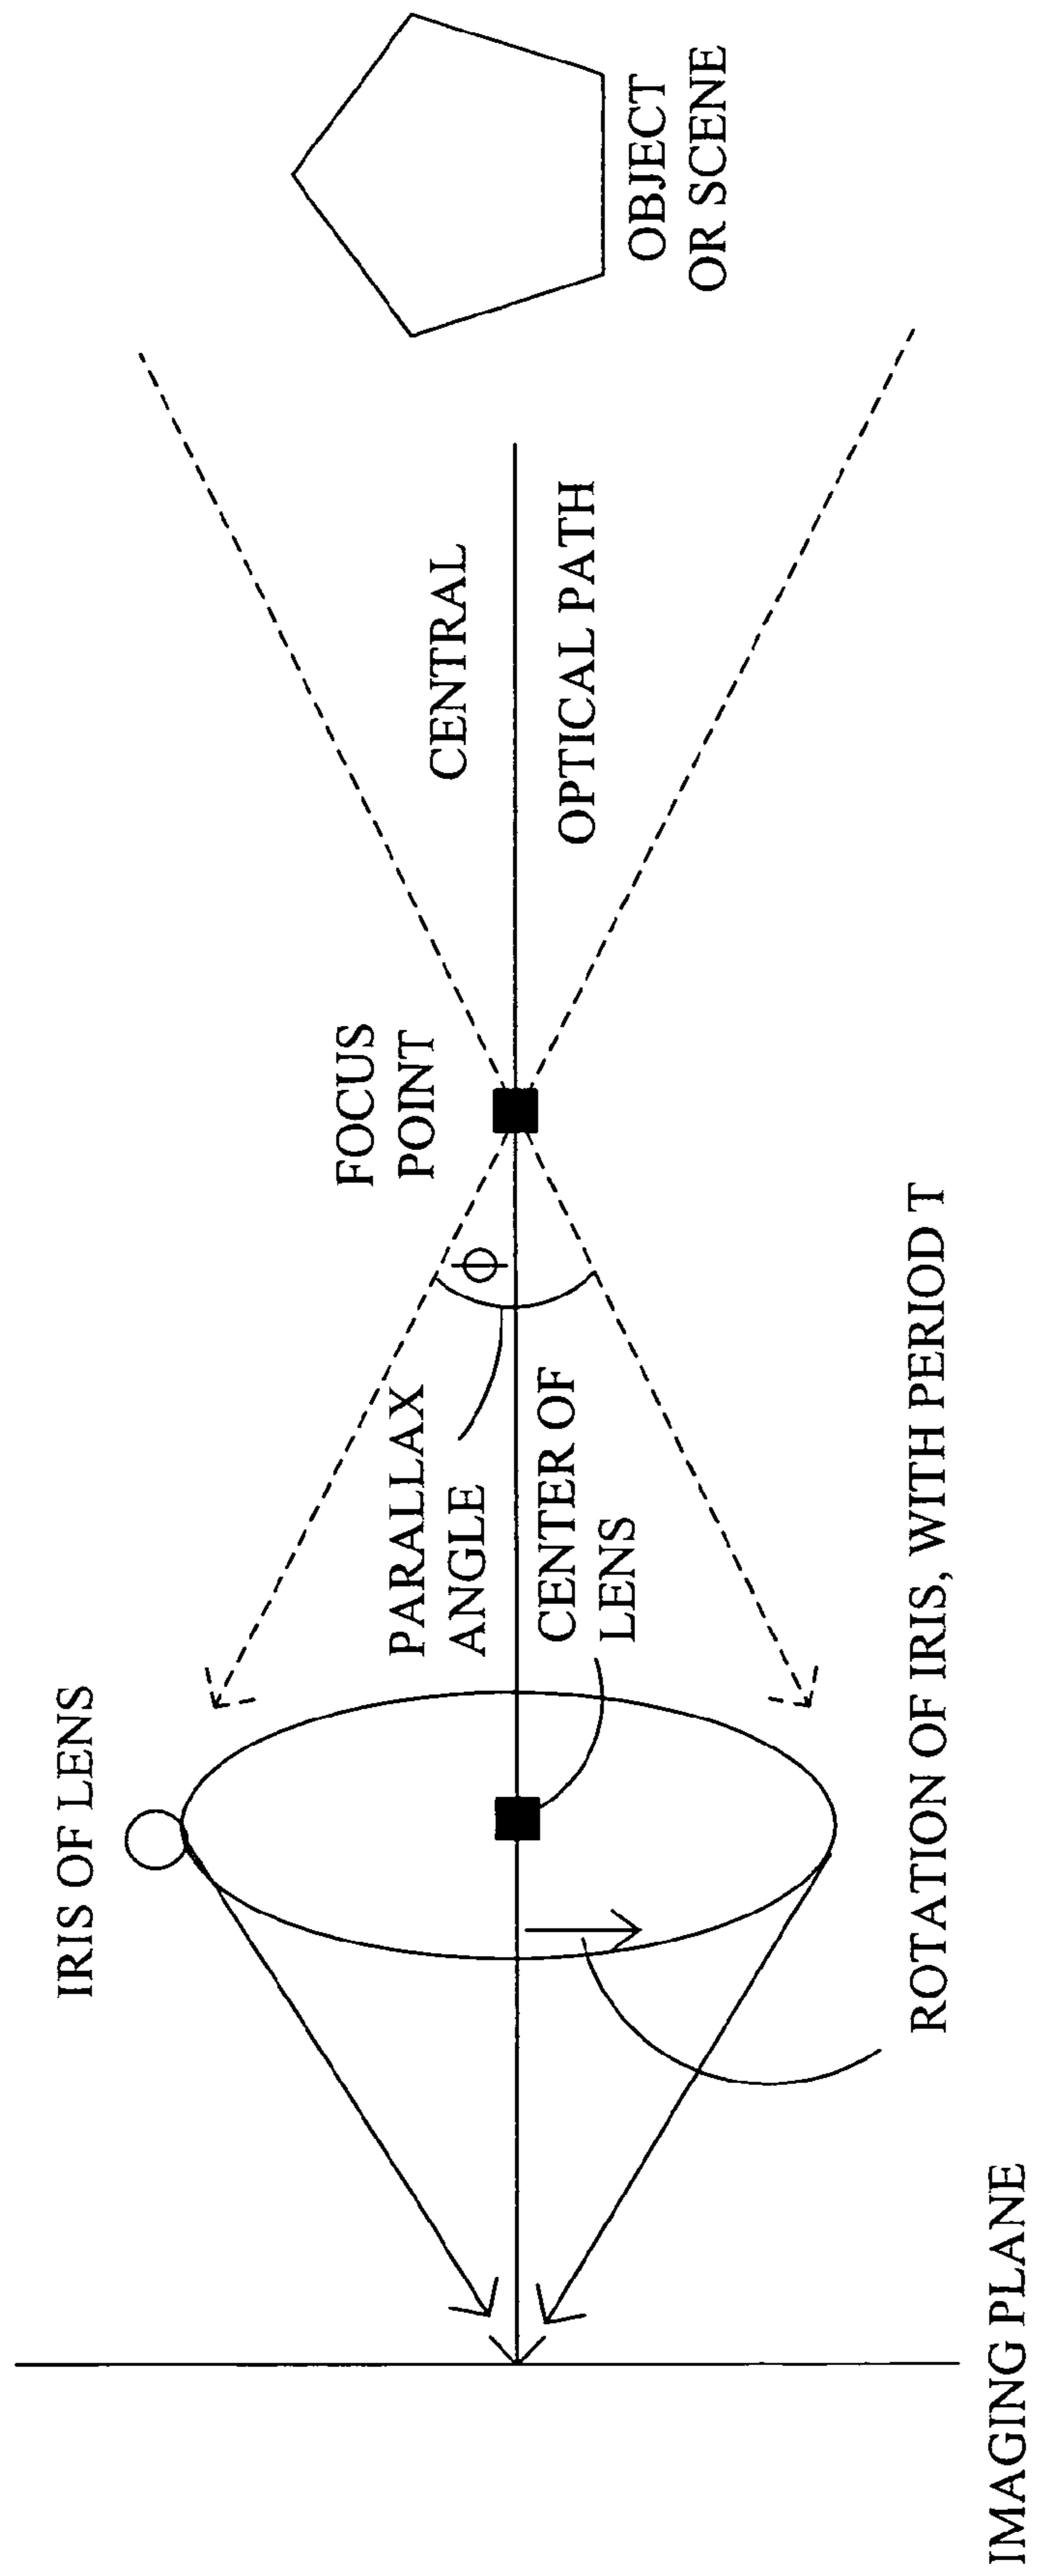 IRIS OF LENS
FOCUS
POINT
CENTRAL
PARALLAX
ANGLE
Φ
CENTER OF
LENS
OPTICAL PATH
OBJECT
OR SCENE
ROTATION OF IRIS, WITH PERIOD T
IMAGING PLANE